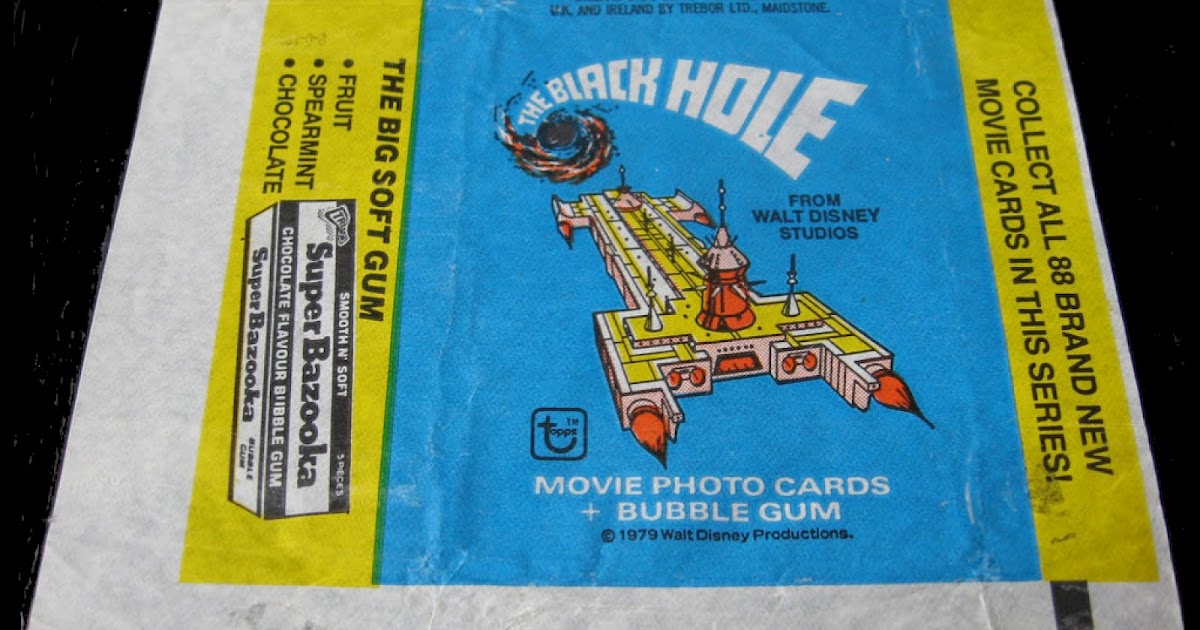 U.K. AND IRELAND BY TREBOR LTD., MAIDSTONE.
THE BLACK HOLE
FROM
WALT DISNEY
STUDIOS
topps TM
MOVIE PHOTO CARDS
+ BUBBLE GUM
© 1979 Walt Disney Productions.
THE BIG SOFT GUM
• FRUIT
• SPEARMINT
• CHOCOLATE
SMOOTH N' SOFT
5 PIECES
Super Bazooka
CHOCOLATE FLAVOUR BUBBLE GUM
Super Bazooka
BUBBLE
GUM
COLLECT ALL 88 BRAND NEW
MOVIE CARDS IN THIS SERIES!